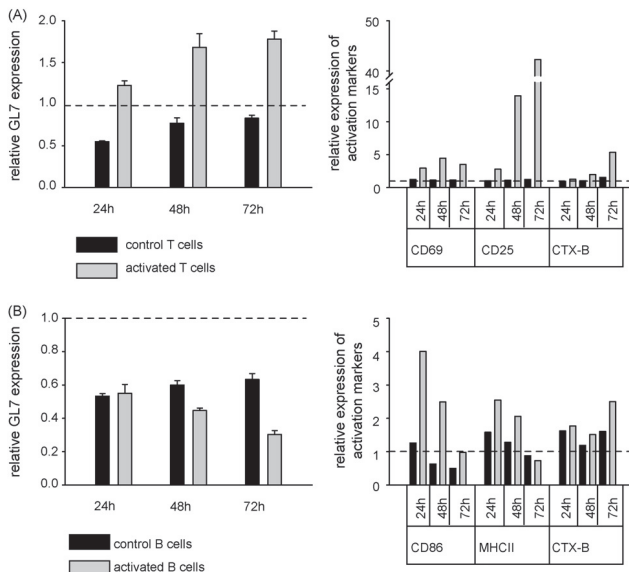 (A)
relative GL7 expression
2.0
1.5
1.0
0.5
0.0
24h 48h 72h
control T cells
activated T cells
relative expression of
activation markers
50
40
15
10
5
0
24h 48h 72h 24h 48h 72h 24h 48h 72h
CD69 CD25 CTX-B
(B)
relative GL7 expression
1.0
0.8
0.6
0.4
0.2
0.0
24h 48h 72h
control B cells
activated B cells
relative expression of
activation markers
5
4
3
2
1
0
24h 48h 72h 24h 48h 72h 24h 48h 72h
CD86 MHCII CTX-B